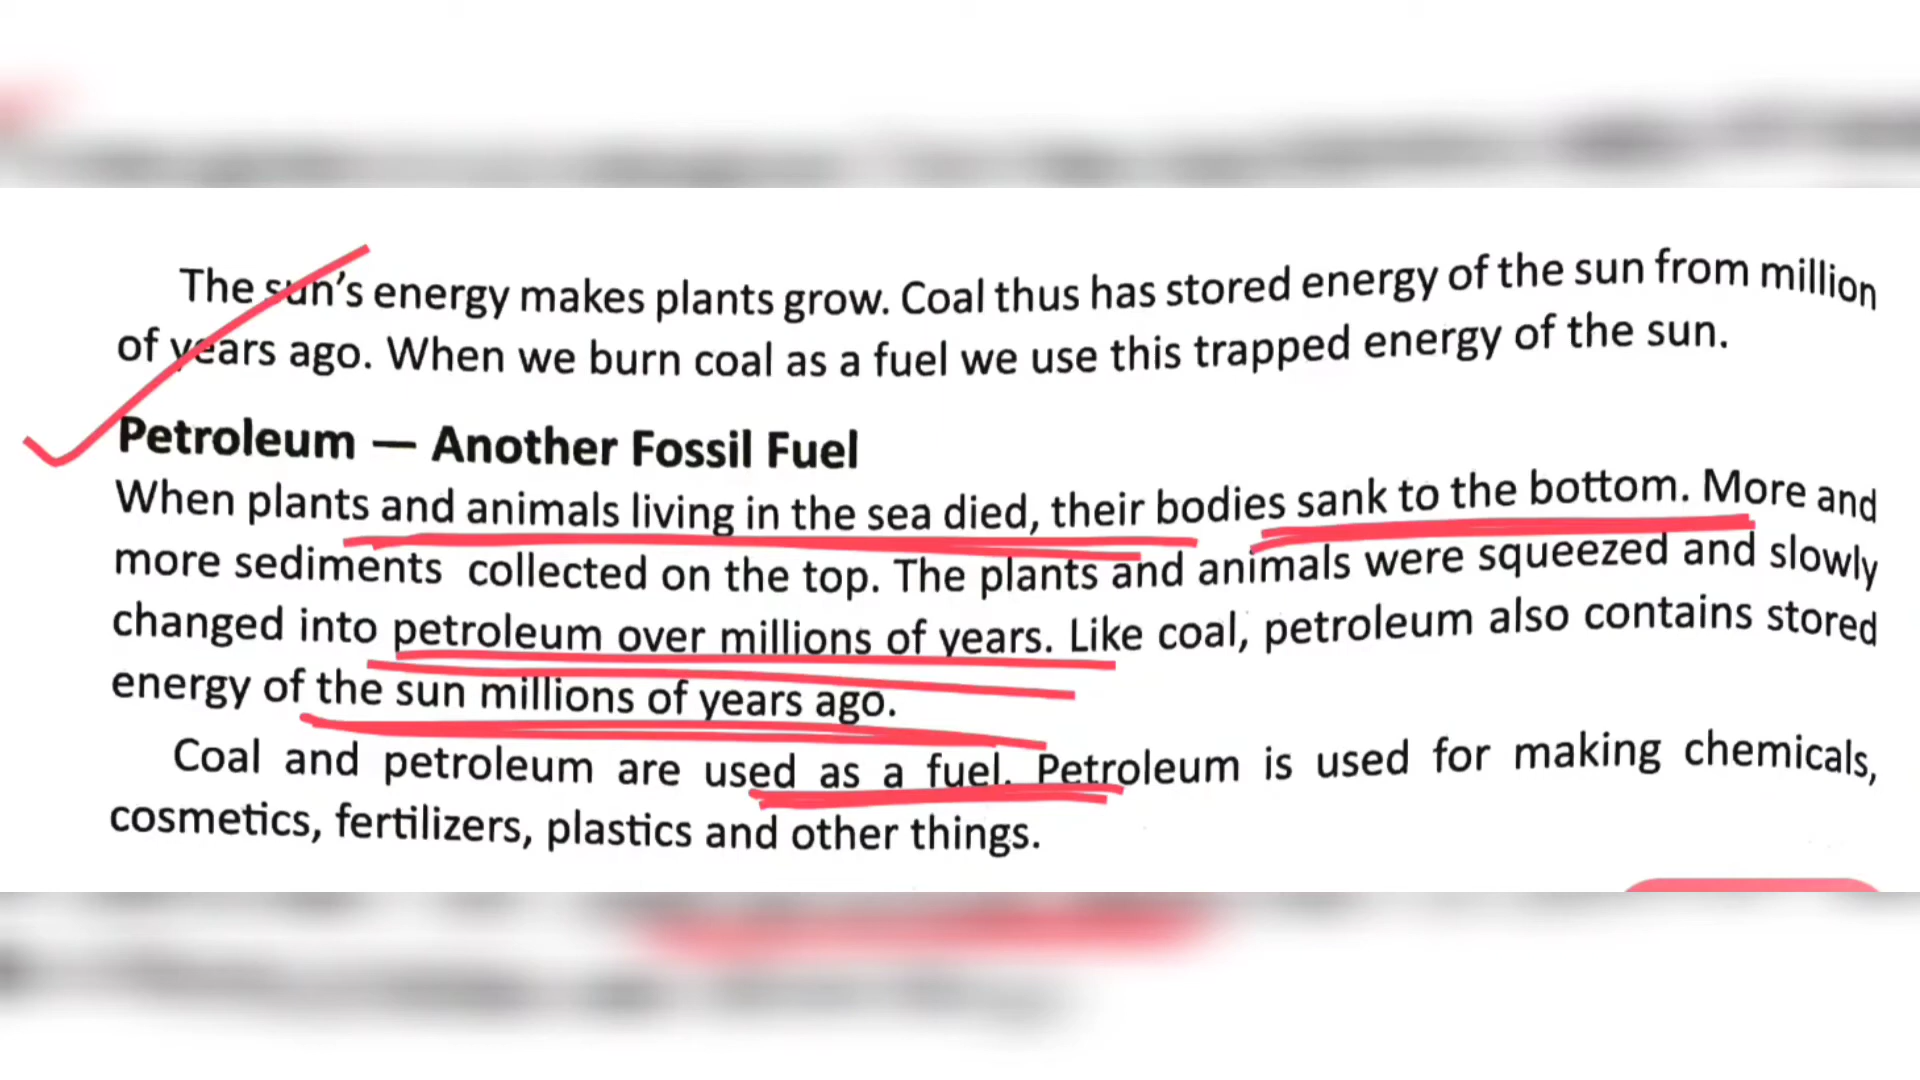 The sun's energy makes plants grow. Coal thus has stored energy of the sun from million
of years ago. When we burn coal as a fuel we use this trapped energy of the sun.
Petroleum — Another Fossil Fuel
When plants and animals living in the sea died, their bodies sank to the bottom. More and
more sediments collected on the top. The plants and animals were squeezed and slowly
changed into petroleum over millions of years. Like coal, petroleum also contains stored
energy of the sun millions of years ago.
Coal and petroleum are used as a fuel. Petroleum is used for making chemicals,
cosmetics, fertilizers, plastics and other things.